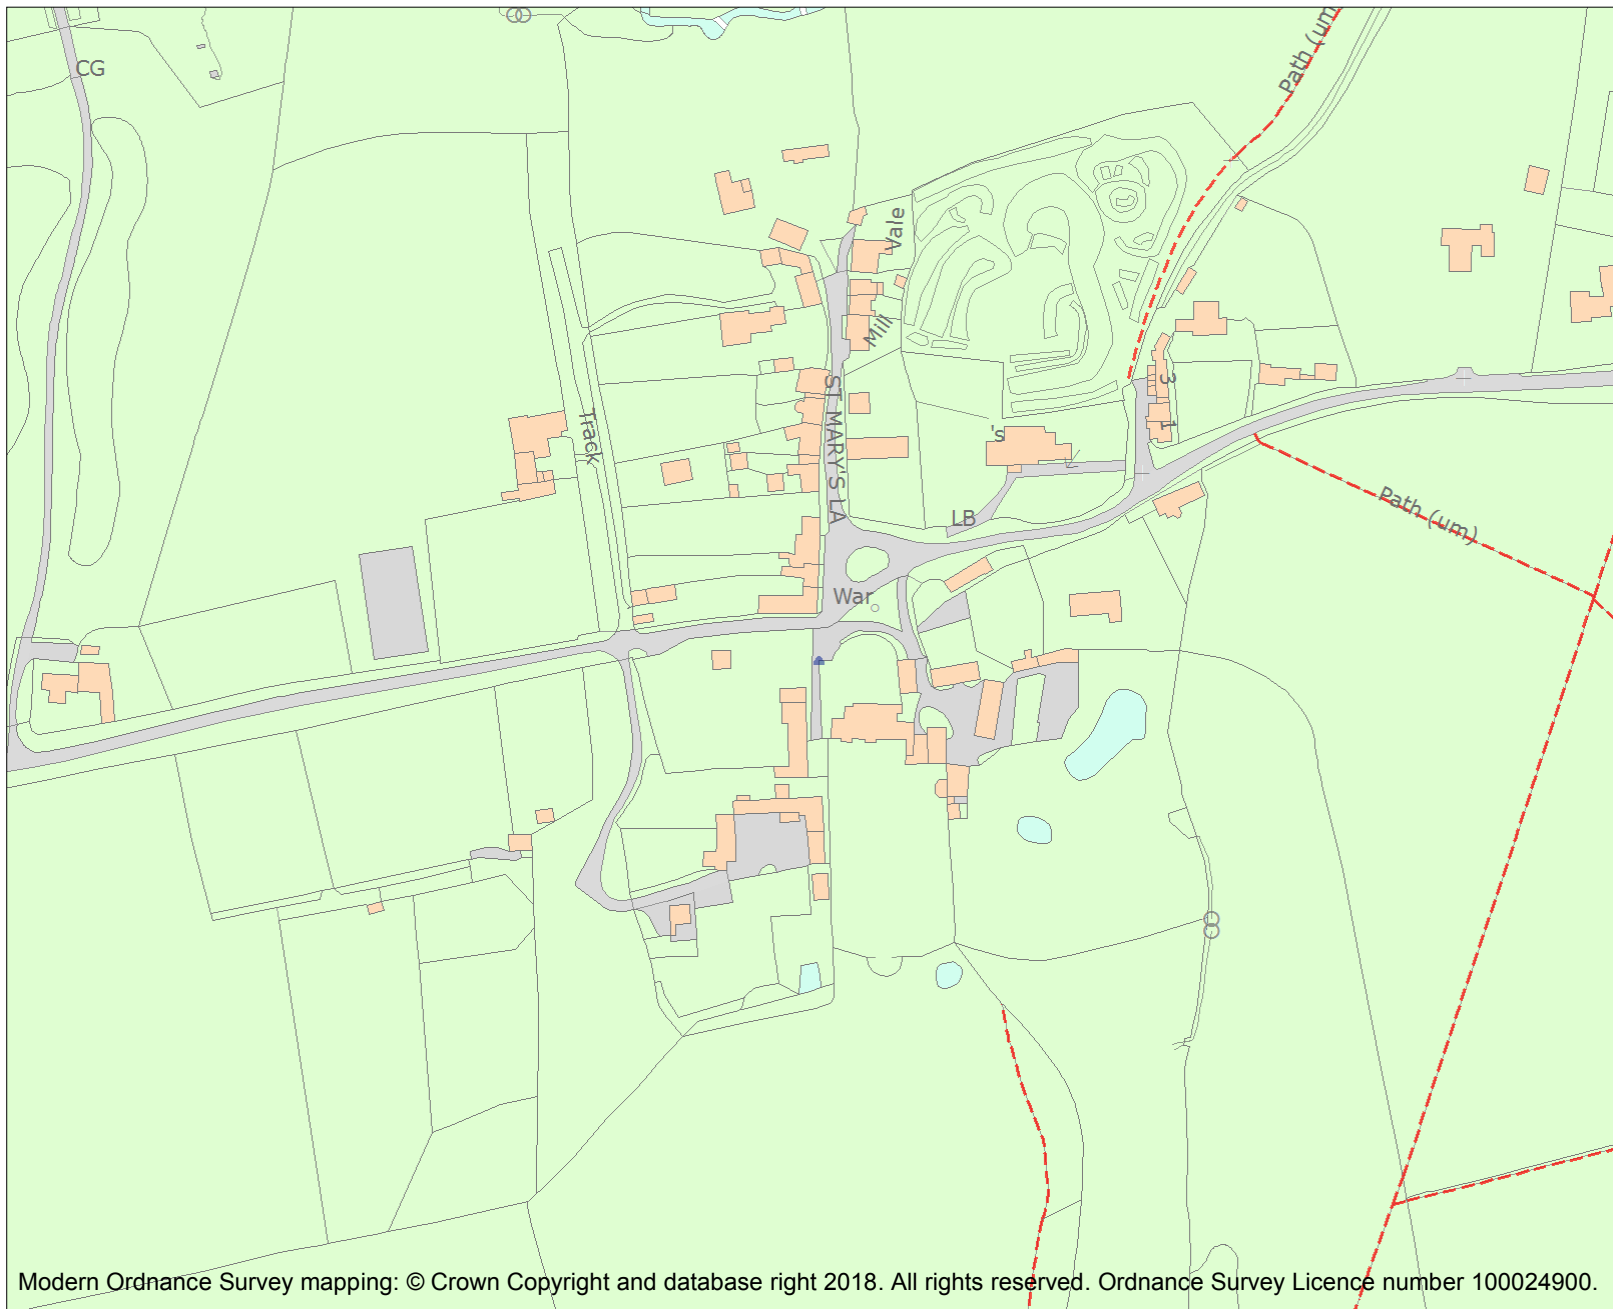 Path (um
CG
Vale
Mill
ST MARY'S LA
3
Track
1
's
Path (um)
LB
War
Modern Ordnance Survey mapping: © Crown Copyright and database right 2018. All rights reserved. Ordnance Survey Licence number 100024900.